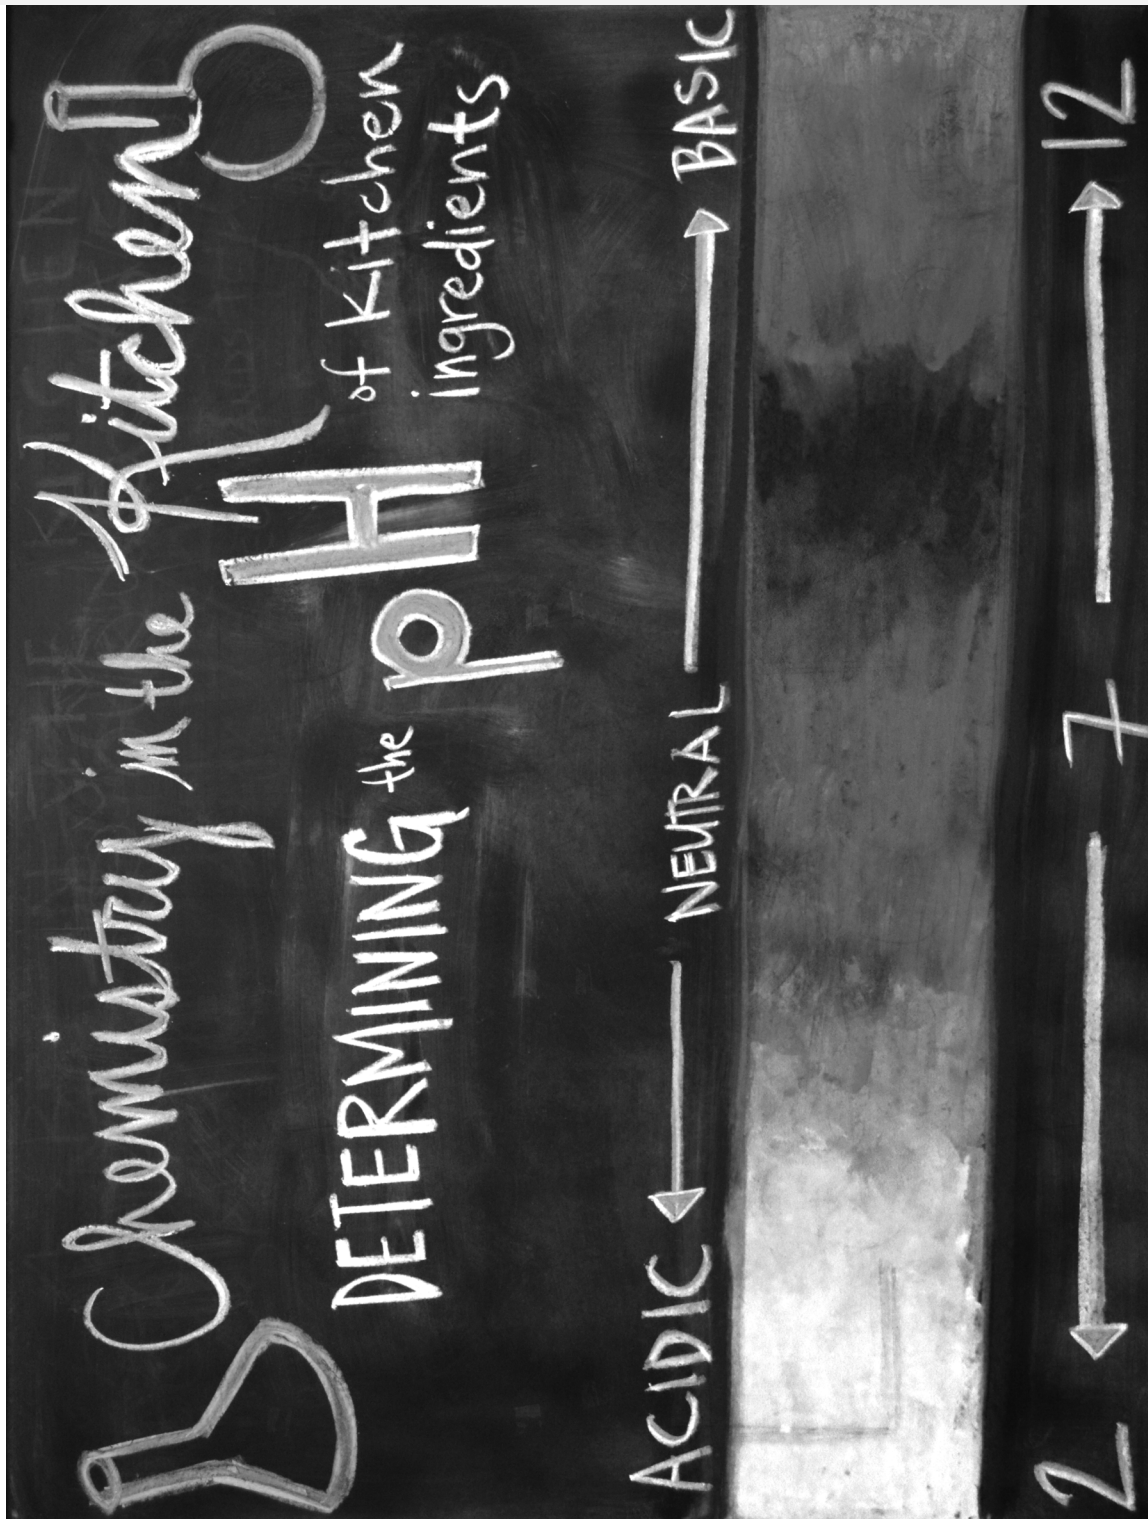 Chemistry in the Kitchen
DETERMINING the pH of kitchen
ingredients
ACIDIC NEUTRAL BASIC
2 7 12